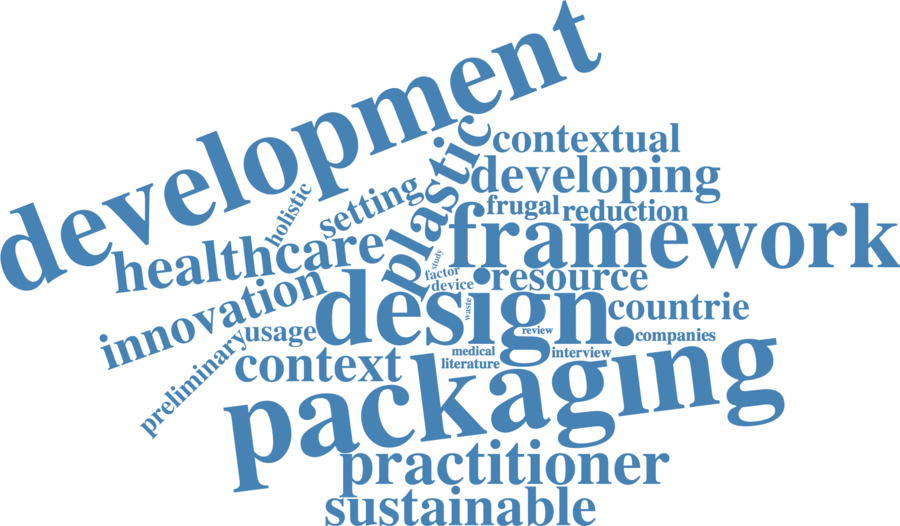 development
contextual
plastic
developing
holistic
setting
frugal
reduction
framework
healthcare
study
factor
device
resource
innovation
design
waste
countrie
usage
review
companies
preliminary
context
medical
interview
literature
packaging
practitioner
sustainable